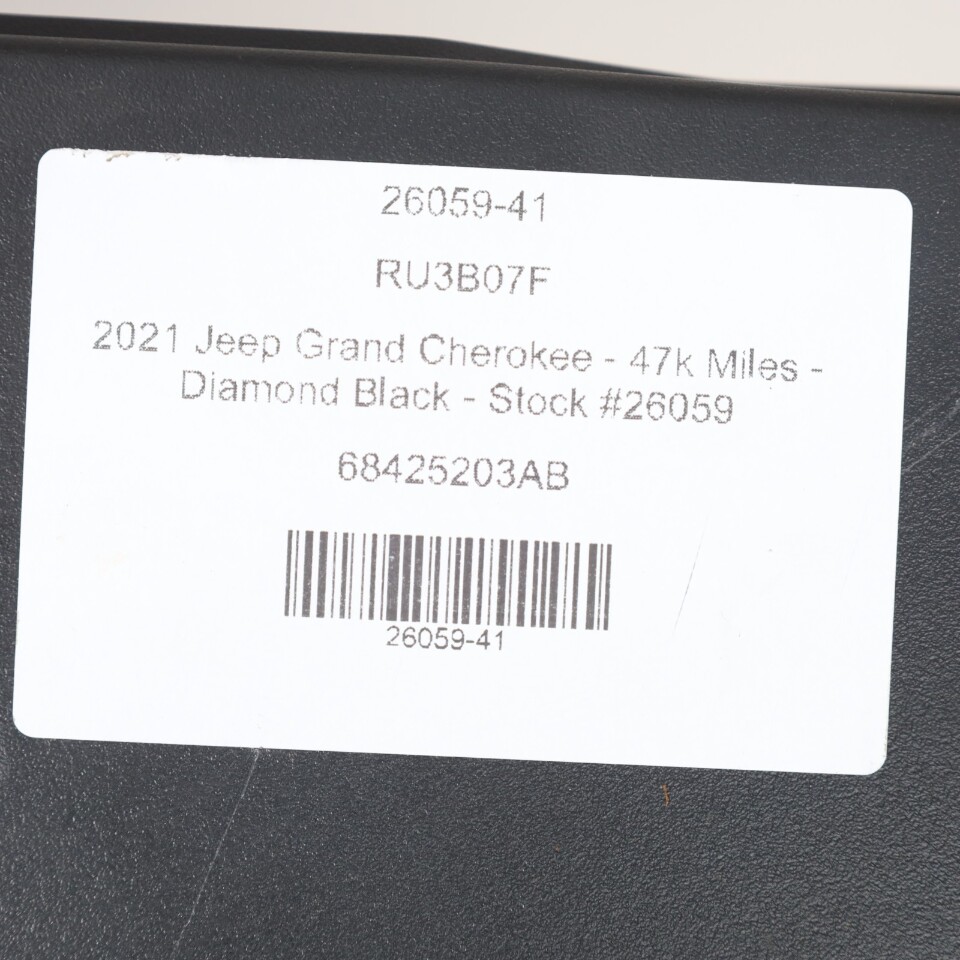 26059-41
RU3B07F
2021 Jeep Grand Cherokee - 47k Miles -
Diamond Black - Stock #26059
68425203AB
26059-41